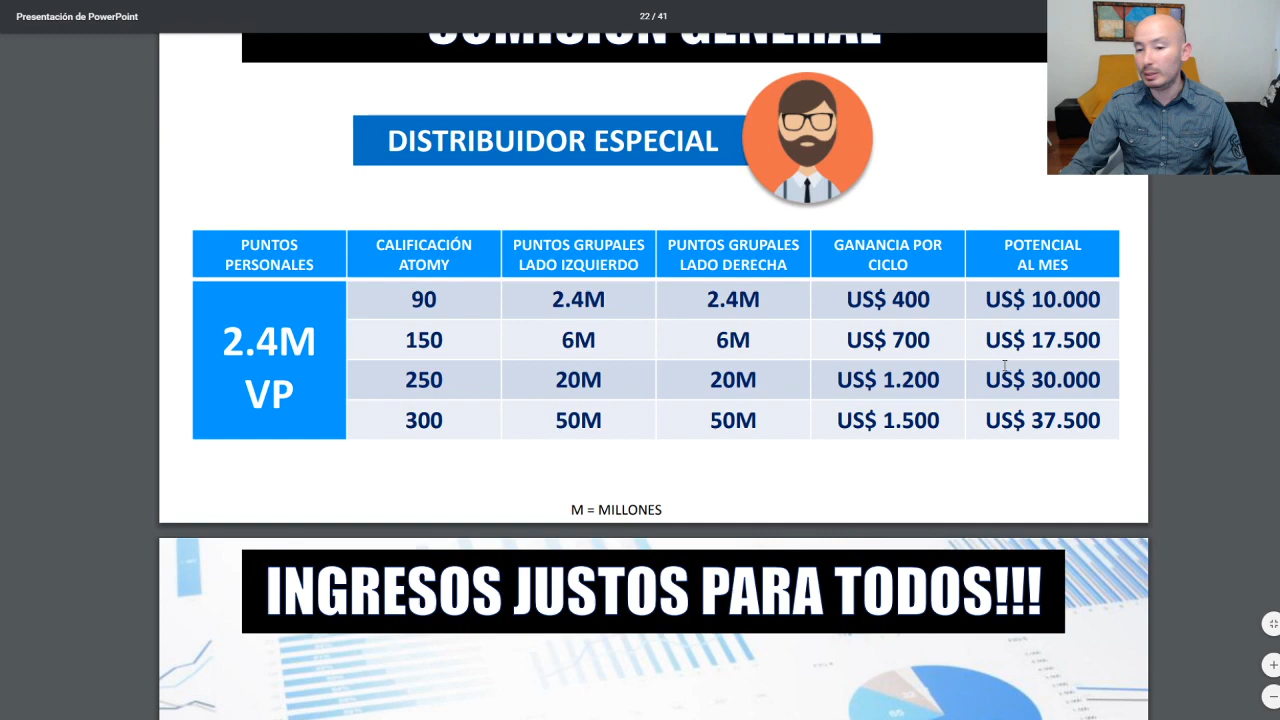 Presentación de PowerPoint
22 / 41
COMISIÓN GENERAL
DISTRIBUIDOR ESPECIAL
PUNTOS PERSONALES
CALIFICACIÓN ATOMY
PUNTOS GRUPALES LADO IZQUIERDO
PUNTOS GRUPALES LADO DERECHA
GANANCIA POR CICLO
POTENCIAL AL MES
2.4M VP
90 2.4M 2.4M US$ 400 US$ 10.000
150 6M 6M US$ 700 US$ 17.500
250 20M 20M US$ 1.200 US$ 30.000
300 50M 50M US$ 1.500 US$ 37.500
M = MILLONES
INGRESOS JUSTOS PARA TODOS!!!